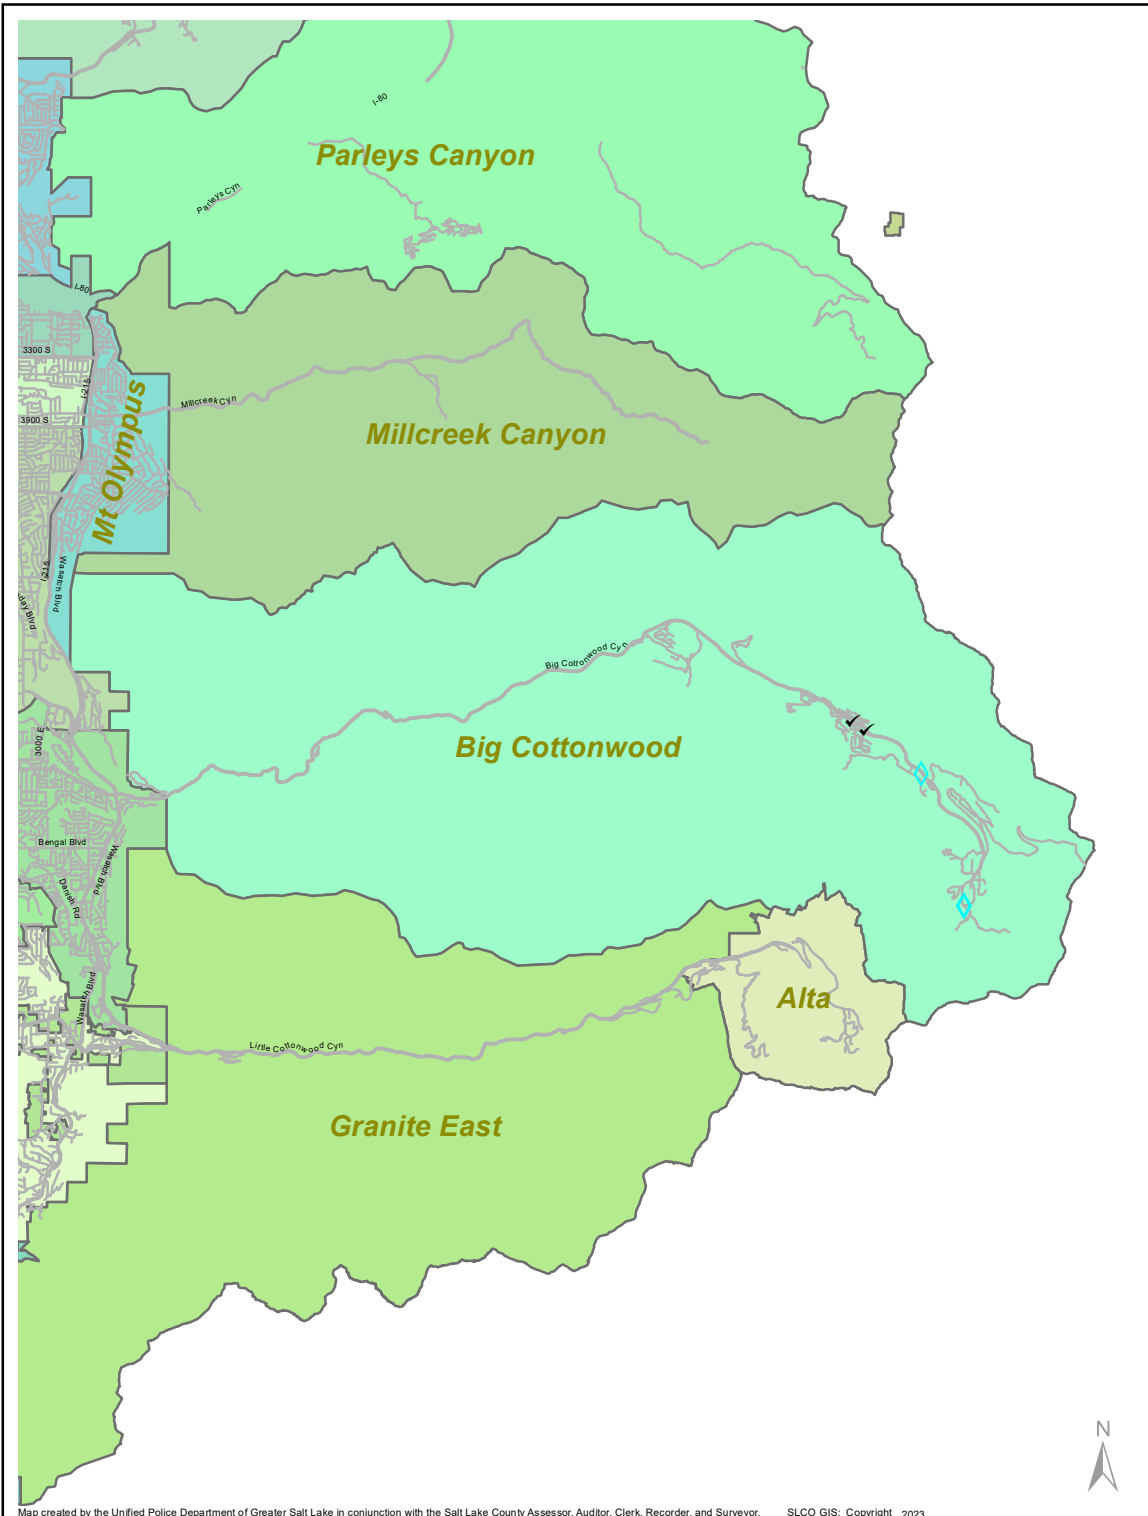 I-80
Parleys Canyon
Parleys Cyn
I-80
3300 S
I-215
Millcreek Cyn
3900 S
Mt Olympus
Millcreek Canyon
I-215
Wasatch Blvd
day Blvd
Big Cottonwood Cyn
3000 E
Big Cottonwood
Bengal Blvd
Wasatch Blvd
Danish Rd
Wasatch Blvd
Alta
Little Cottonwood Cyn
Granite East
N
Map created by the Unified Police Department of Greater Salt Lake in conjunction with the Salt Lake County Assessor, Auditor, Clerk, Recorder, and Surveyor. SLCO GIS: Copyright 2023